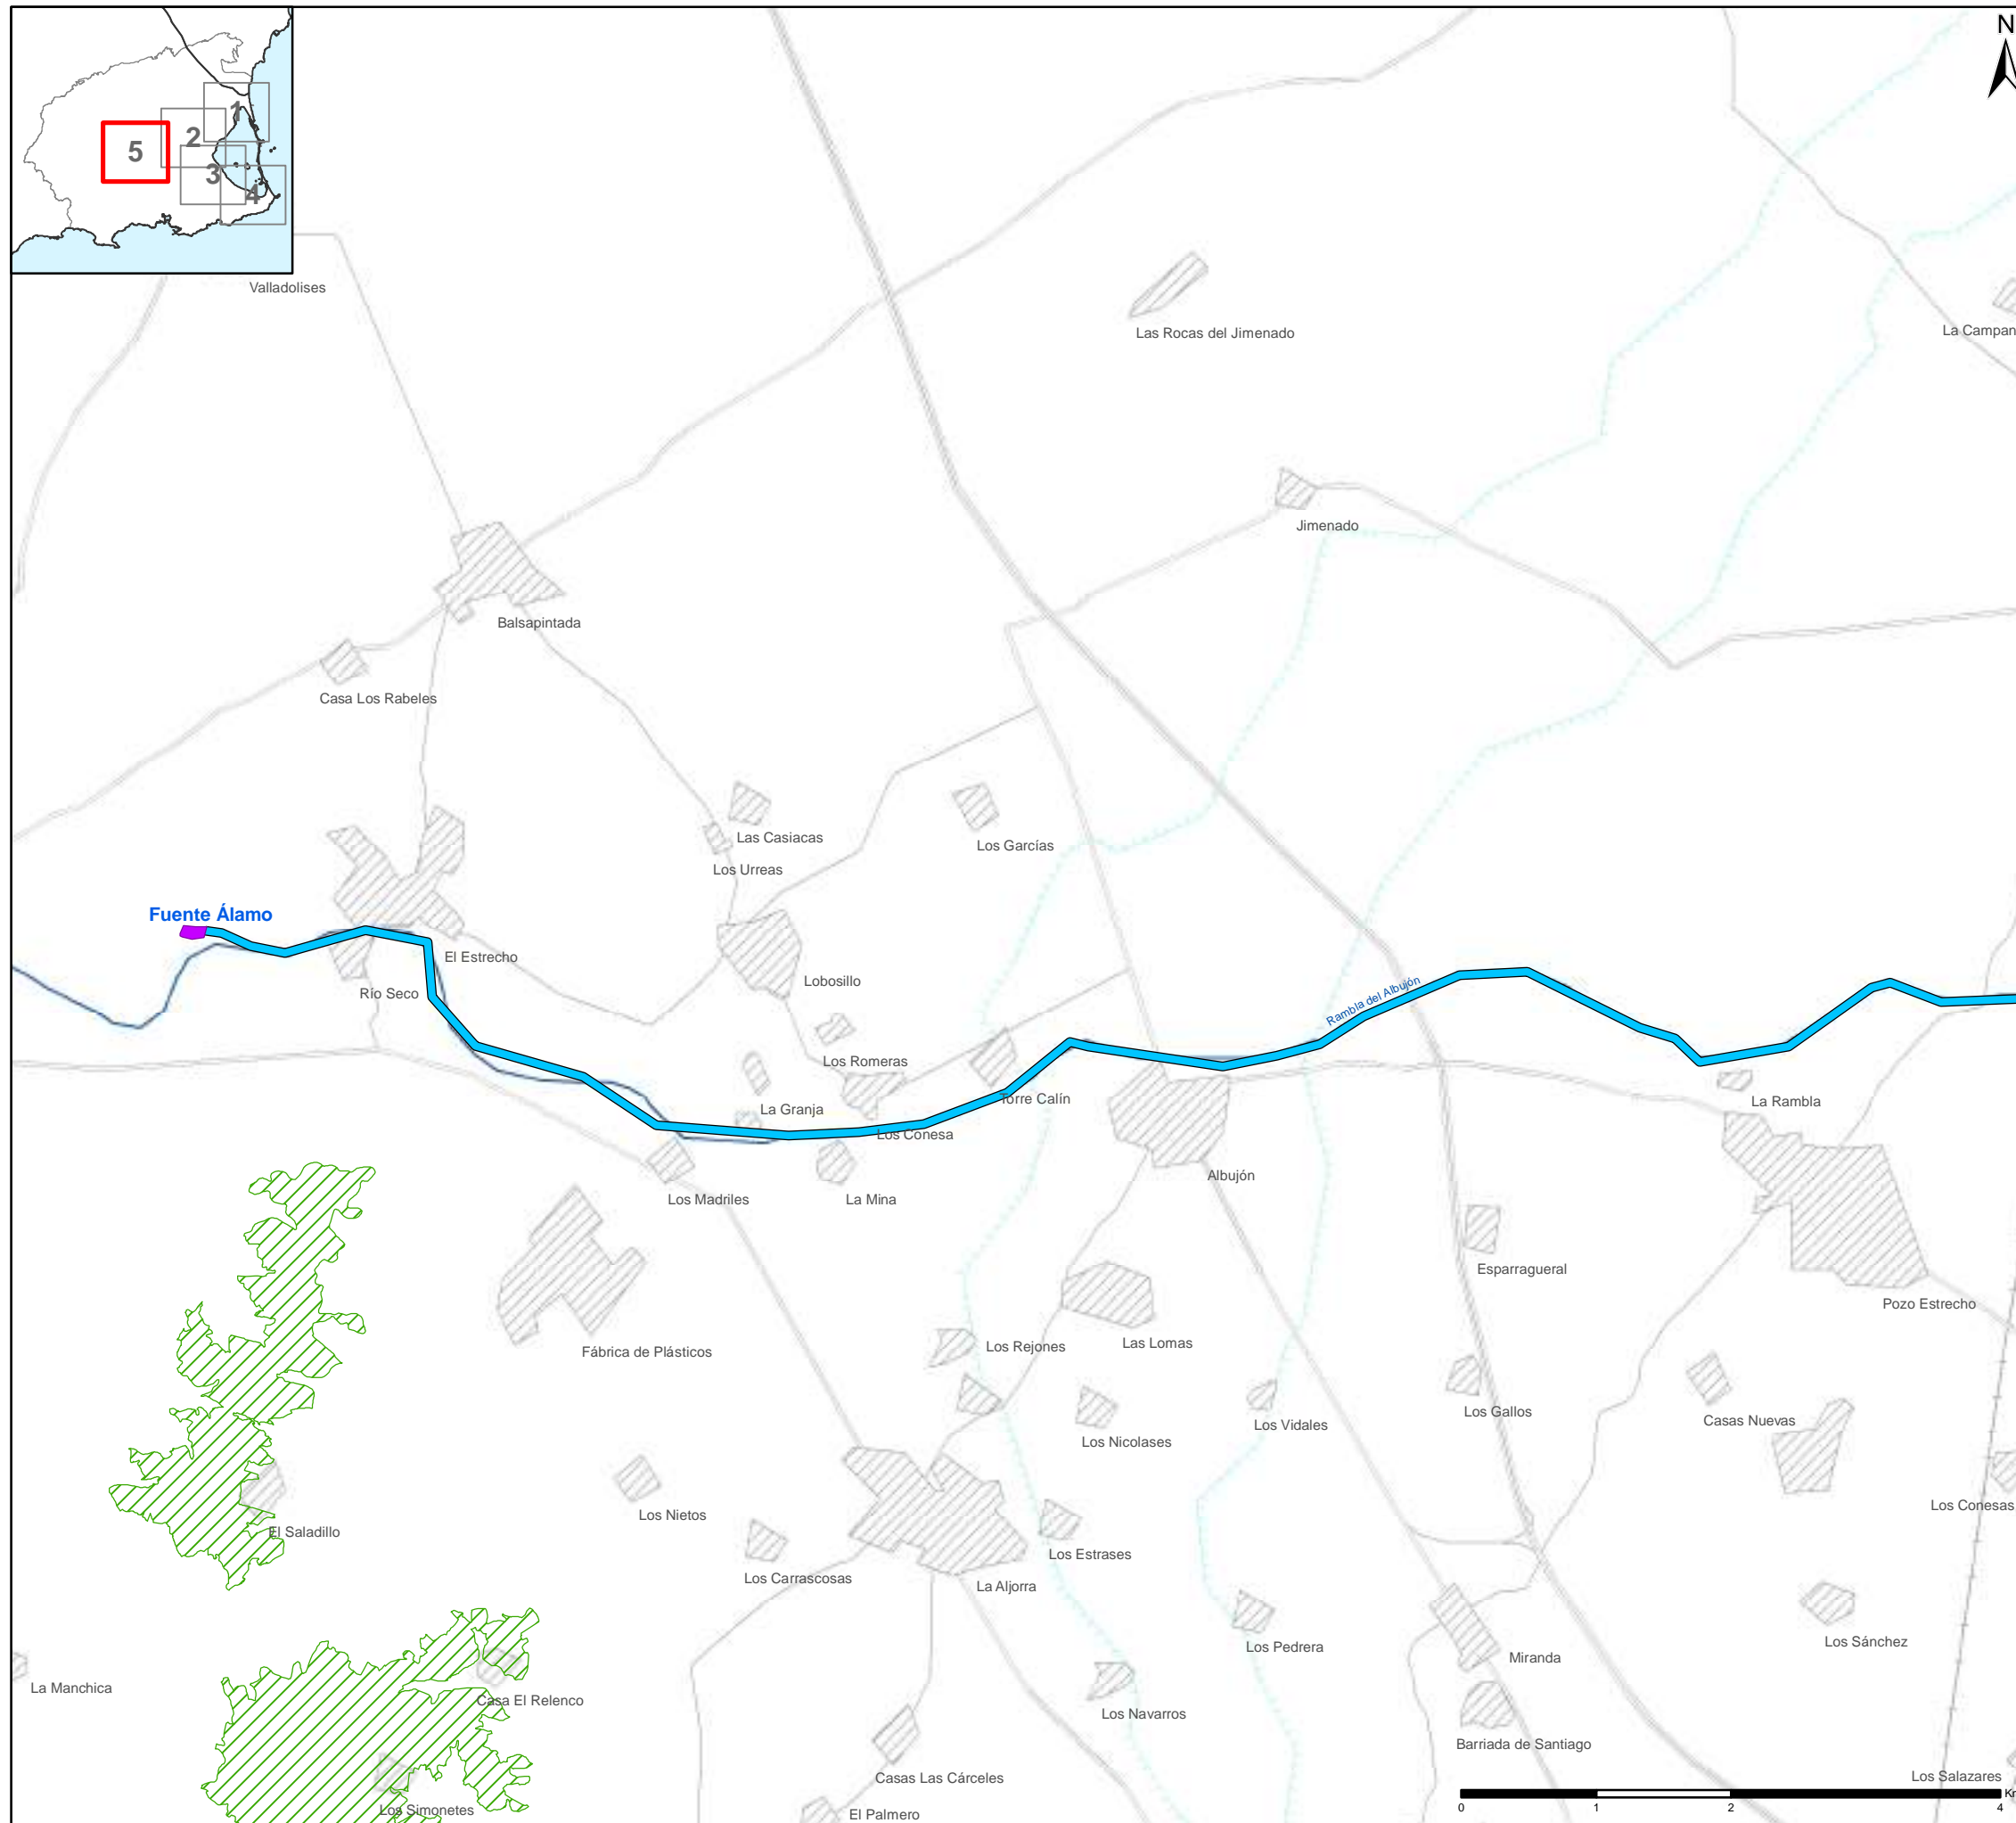 N
1
2
5
3
4
Valladolises
Las Rocas del Jimenado
La Campan
Jimenado
Balsapintada
Casa Los Rabeles
Las Casiacas
Los Garcías
Los Urreas
Fuente Álamo
El Estrecho
Lobosillo
Río Seco
Rambla del Albujón
Los Romeras
La Granja
Torre Calín
La Rambla
Los Conesa
Albujón
Los Madriles
La Mina
Esparragueral
Pozo Estrecho
Fábrica de Plásticos
Los Rejones
Las Lomas
Los Nicolases
Los Vidales
Los Gallos
Casas Nuevas
Los Nietos
Los Conesas
El Saladillo
Los Estrases
Los Carrascosas
La Aljorra
Los Pedrera
Los Sánchez
Miranda
La Manchica
Casa El Relenco
Los Navarros
Barriada de Santiago
Casas Las Cárceles
Los Salazares
Los Simonetes
El Palmero
0 1 2 4 Km